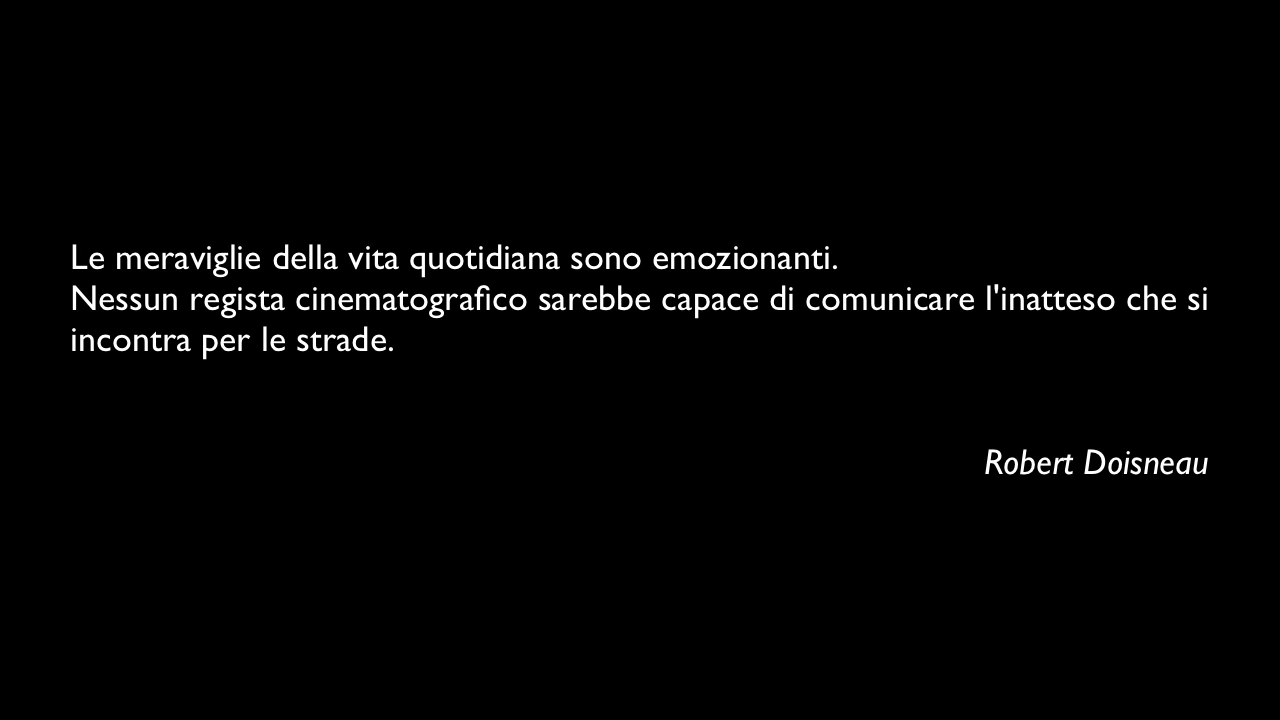 Le meraviglie della vita quotidiana sono emozionanti.
Nessun regista cinematografico sarebbe capace di comunicare l'inatteso che si
incontra per le strade.
Robert Doisneau